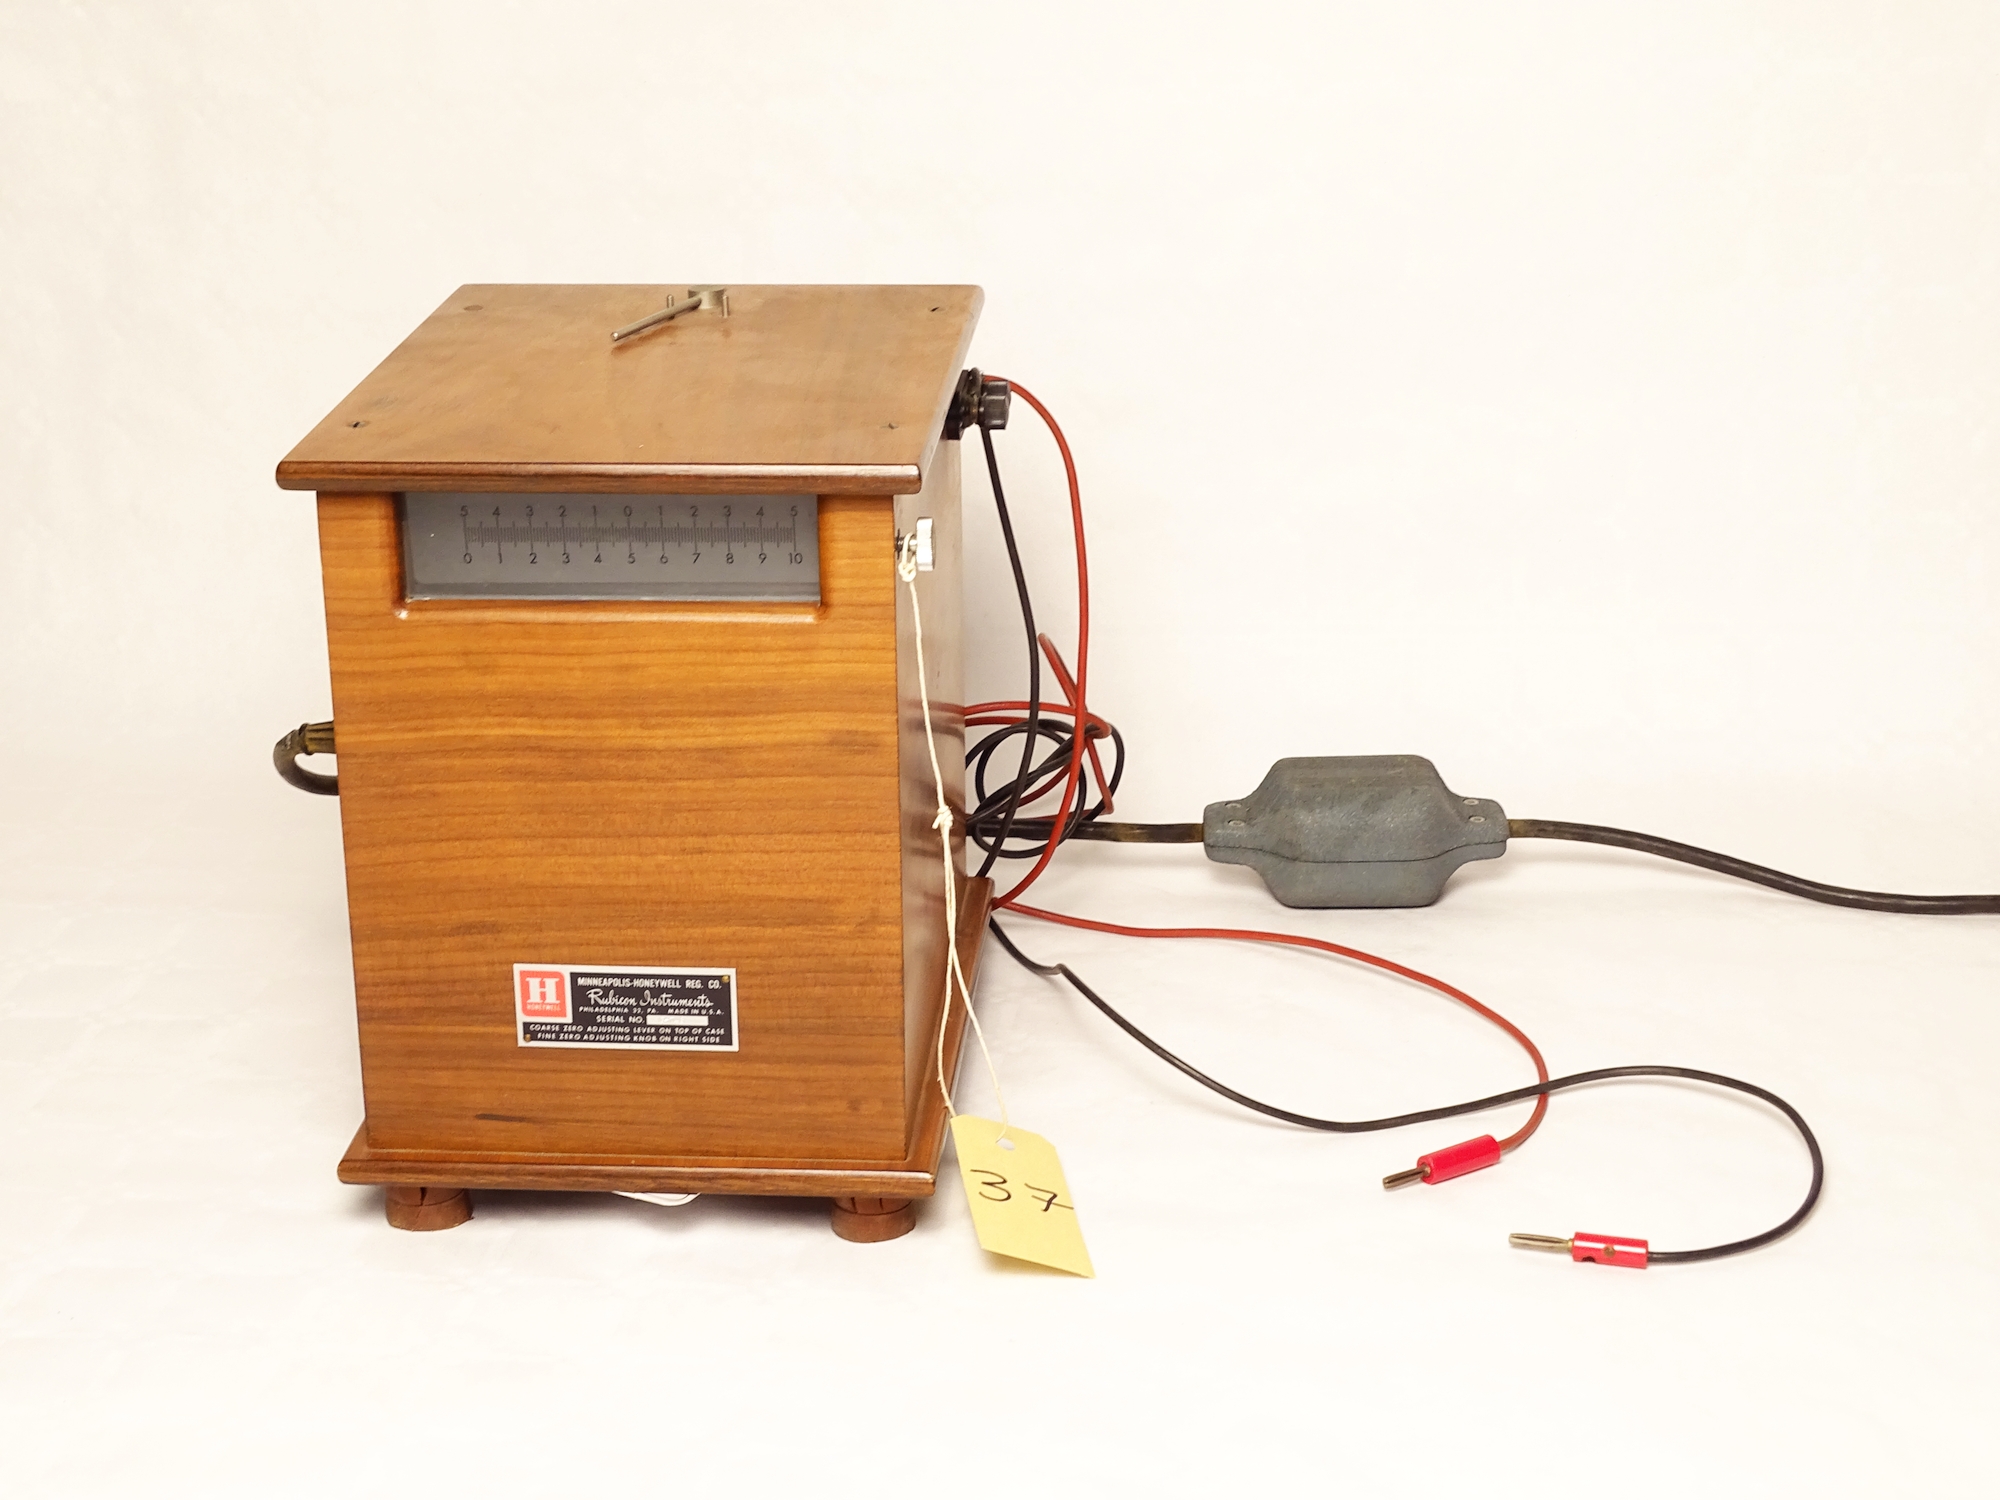 5 4 3 2 1 0 1 2 3 4 5
0 1 2 3 4 5 6 7 8 9 10
H
HONEYWELL
MINNEAPOLIS-HONEYWELL REG. CO.
Rubicon Instruments
PHILADELPHIA 32, PA. MADE IN U.S.A.
SERIAL NO.
COARSE ZERO ADJUSTING LEVER ON TOP OF CASE
FINE ZERO ADJUSTING KNOB ON RIGHT SIDE
37